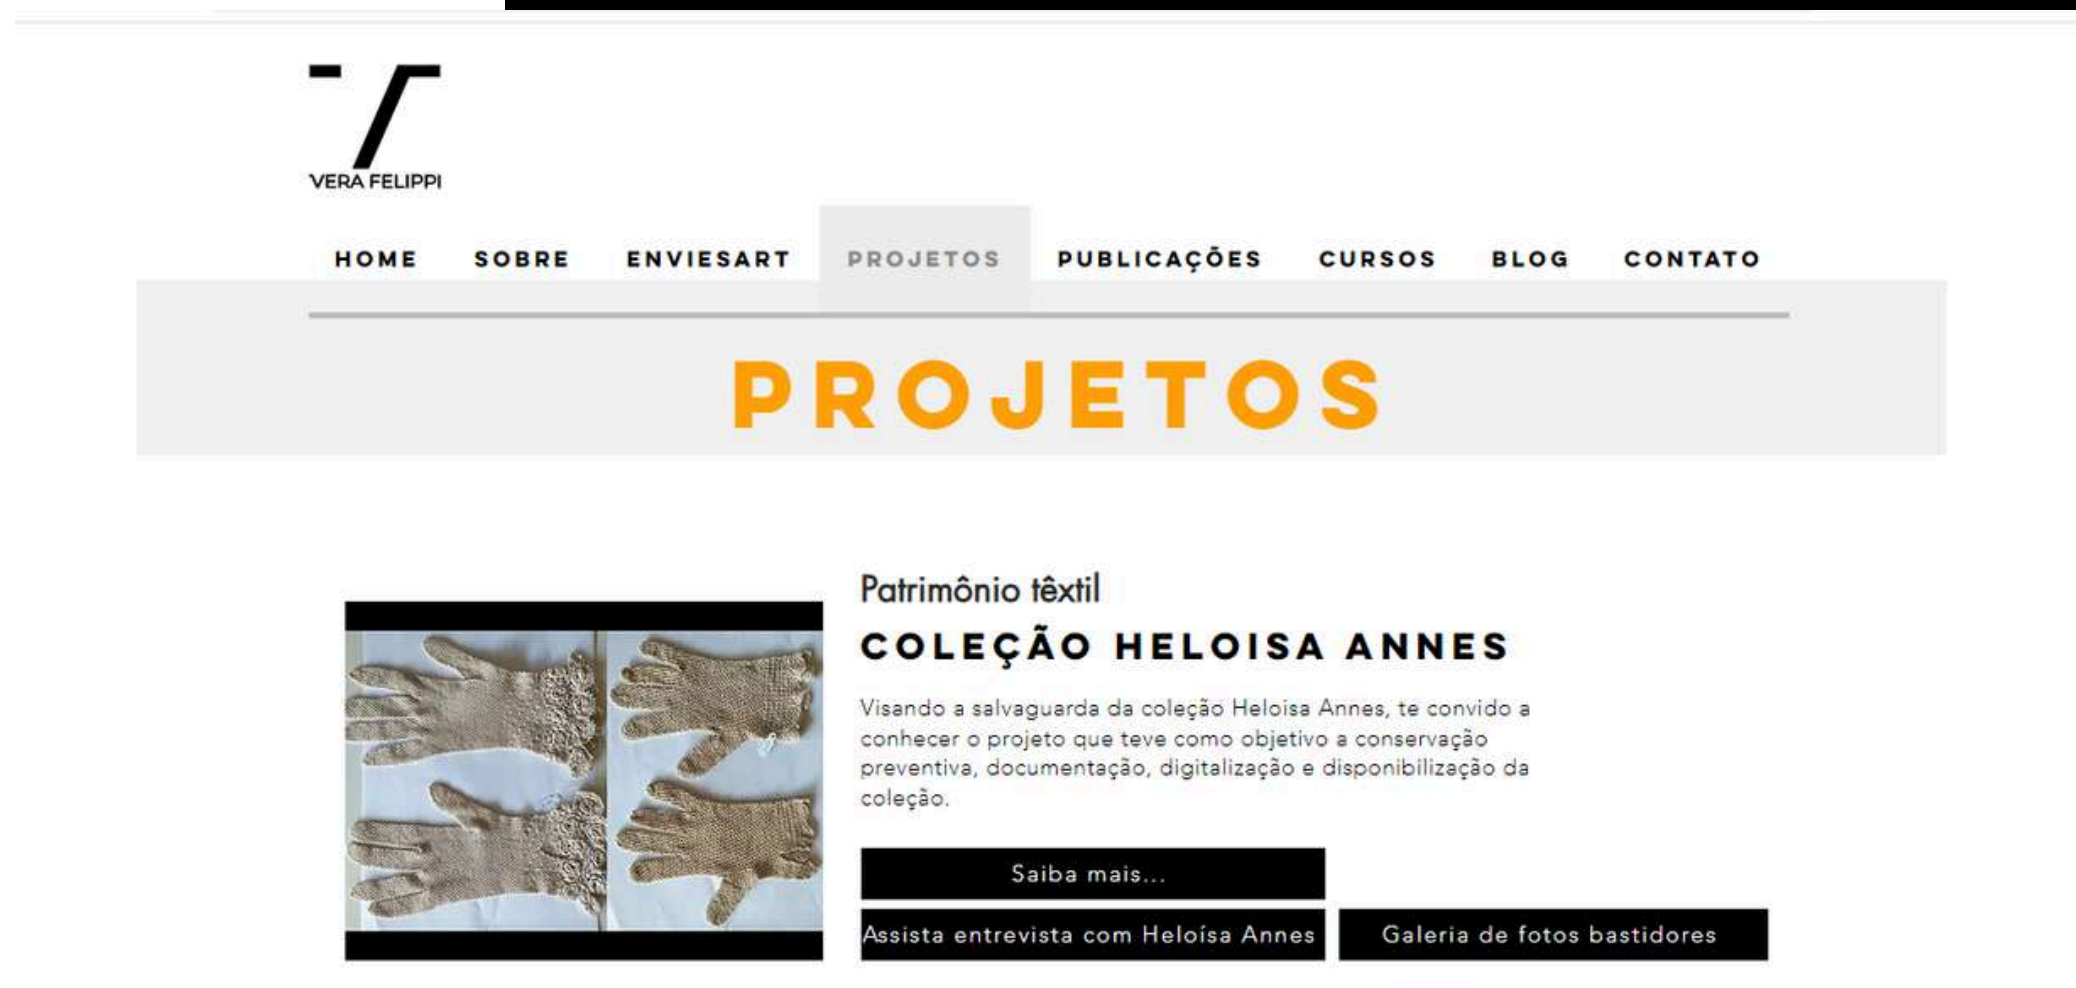 VERA FELIPPI
HOME SOBRE ENVIESART PROJETOS PUBLICAÇÕES CURSOS BLOG CONTATO
PROJETOS
Patrimônio têxtil
COLEÇÃO HELOISA ANNES
Visando a salvaguarda da coleção Heloisa Annes, te convido a
conhecer o projeto que teve como objetivo a conservação
preventiva, documentação, digitalização e disponibilização da
coleção.
Saiba mais...
Assista entrevista com Heloísa Annes
Galeria de fotos bastidores